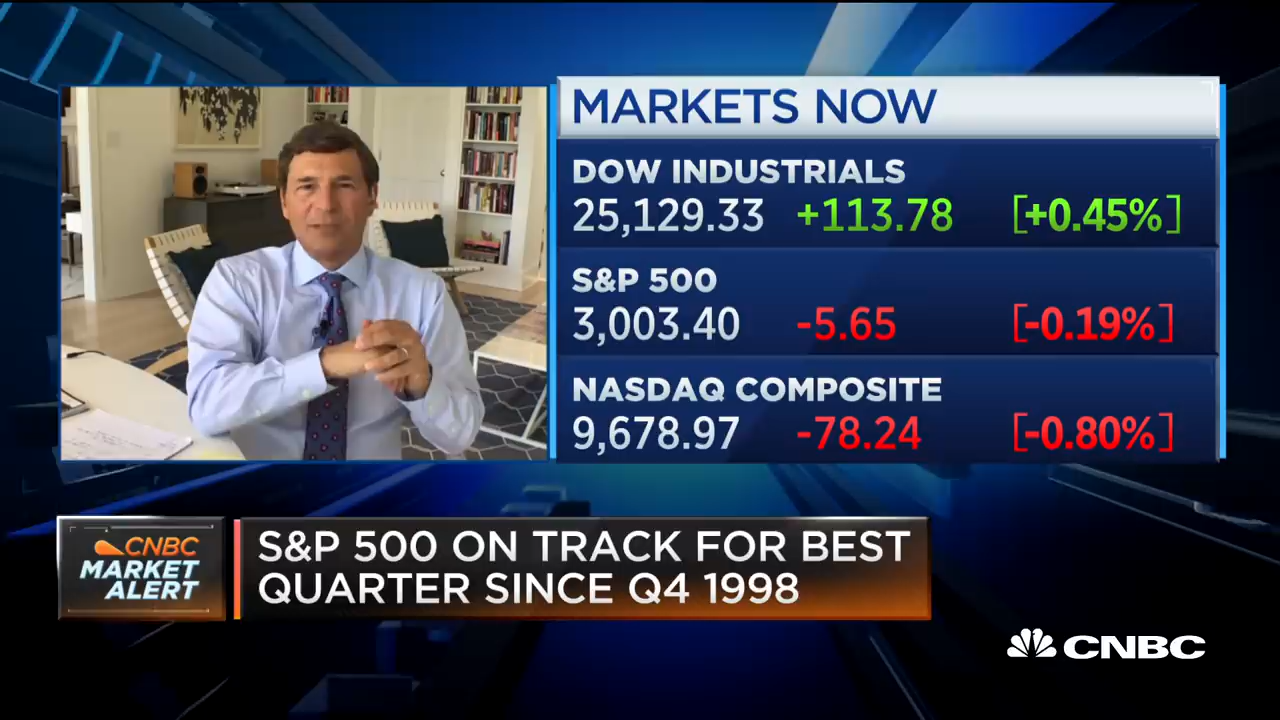 MARKETS NOW
DOW INDUSTRIALS
25,129.33 +113.78 [+0.45%]
S&P 500
3,003.40 -5.65 [-0.19%]
NASDAQ COMPOSITE
9,678.97 -78.24 [-0.80%]
CNBC
MARKET
ALERT
S&P 500 ON TRACK FOR BEST
QUARTER SINCE Q4 1998
CNBC